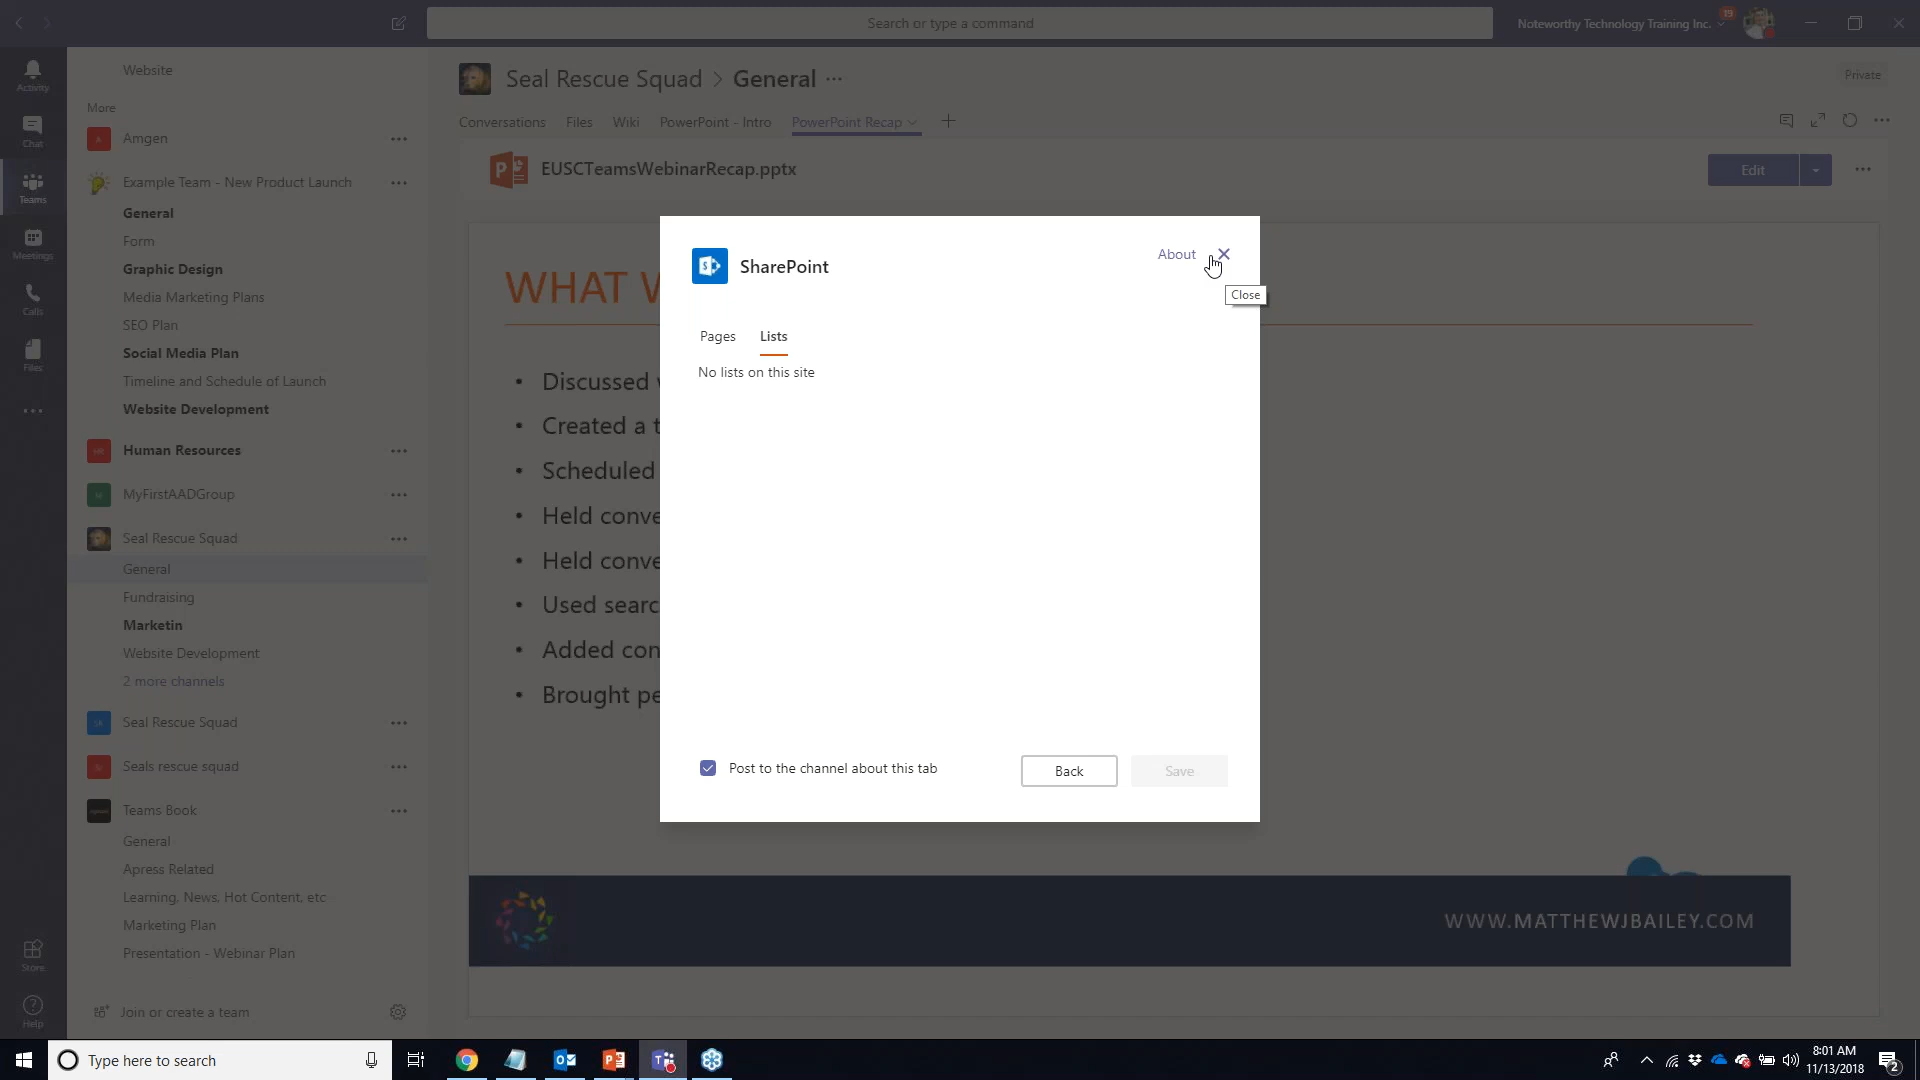 Search or type a command
Noteworthy Technology Training Inc.
19
Activity
Chat
Teams
Meetings
Calls
Files
Store
Help
Website
More
A
Amgen
Example Team - New Product Launch
General
Form
Graphic Design
Media Marketing Plans
SEO Plan
Social Media Plan
Timeline and Schedule of Launch
Website Development
HR
Human Resources
M
MyFirstAADGroup
Seal Rescue Squad
General
Fundraising
Marketin
Website Development
2 more channels
Seal Rescue Squad
Seals rescue squad
Teams Book
General
Apress Related
Learning, News, Hot Content, etc
Marketing Plan
Presentation - Webinar Plan
Join or create a team
Seal Rescue Squad > General ···
Private
Conversations Files Wiki PowerPoint - Intro PowerPoint Recap
EUSCTeamsWebinarRecap.pptx
Edit
WHAT
• Discussed
• Created a
• Scheduled
• Held conve
• Held conve
• Used searc
• Added con
• Brought pe
WWW.MATTHEWJBAILEY.COM
SharePoint
About
Close
Pages Lists
No lists on this site
Post to the channel about this tab
Back
Save
Type here to search
8:01 AM
11/13/2018
2